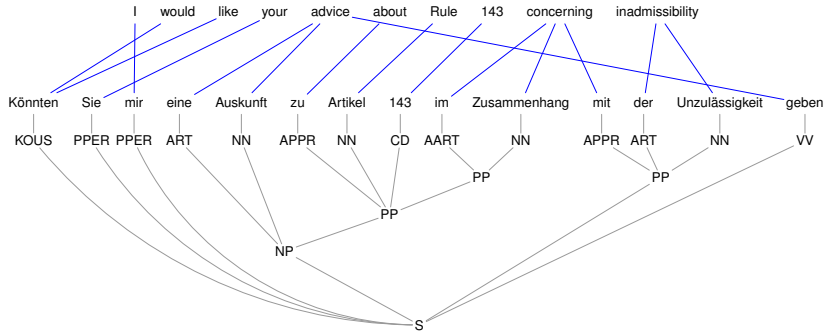 I would like your advice about Rule 143 concerning inadmissibility
Könnten Sie mir eine Auskunft zu Artikel 143 im Zusammenhang mit der Unzulässigkeit geben
KOUS PPER PPER ART NN APPR NN CD AART NN APPR ART NN VV
PP PP
PP
NP
S